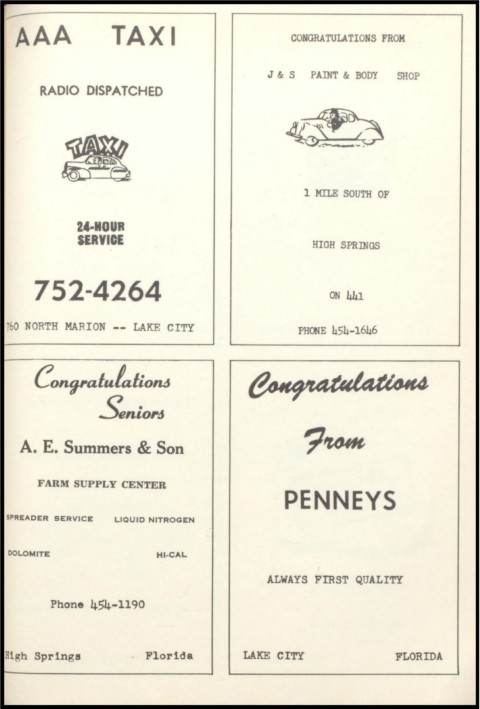 AAA TAXI
RADIO DISPATCHED
TAXI
24-HOUR
SERVICE
752-4264
760 NORTH MARION -- LAKE CITY
CONGRATULATIONS FROM
J & S PAINT & BODY SHOP
1 MILE SOUTH OF
HIGH SPRINGS
ON 441
PHONE 454-1646
Congratulations
Seniors
A. E. Summers & Son
FARM SUPPLY CENTER
SPREADER SERVICE LIQUID NITROGEN
DOLOMITE HI-CAL
Phone 454-1190
High Springs Florida
Congratulations
From
PENNEYS
ALWAYS FIRST QUALITY
LAKE CITY FLORIDA